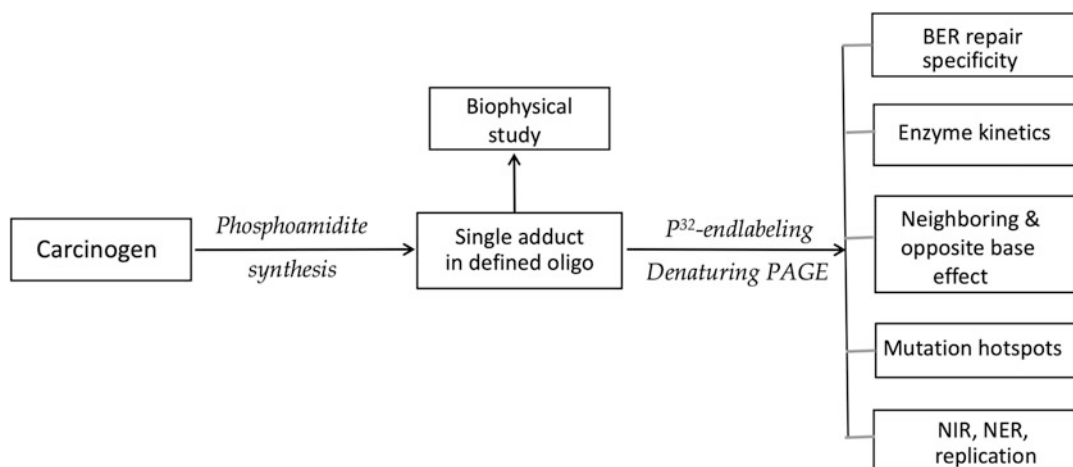 Carcinogen
Phosphoamidite
synthesis
Biophysical
study
Single adduct
in defined oligo
P³²-endlabeling
Denaturing PAGE
BER repair
specificity
Enzyme kinetics
Neighboring &
opposite base
effect
Mutation hotspots
NIR, NER,
replication